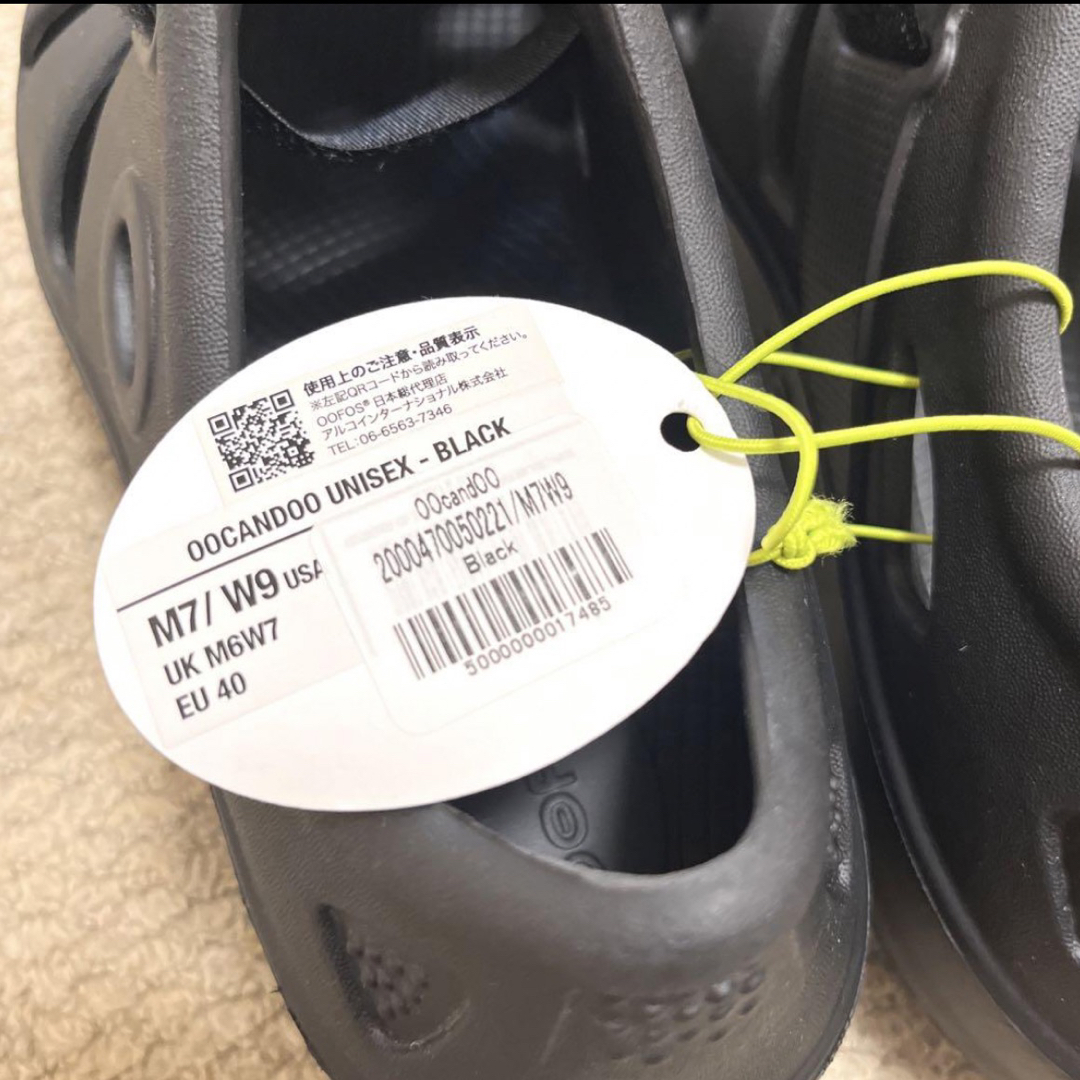 使用上のご注意・品質表示
※左記QRコードから読み取ってください。
OOFOS® 日本総代理店
アルコインターナショナル株式会社
TEL:06-6563-7346
OOCANDOO UNISEX - BLACK
M7/ W9 USA
UK M6W7
EU 40
OOcandOO
2000470050221/M7W9
Black
5000000017485